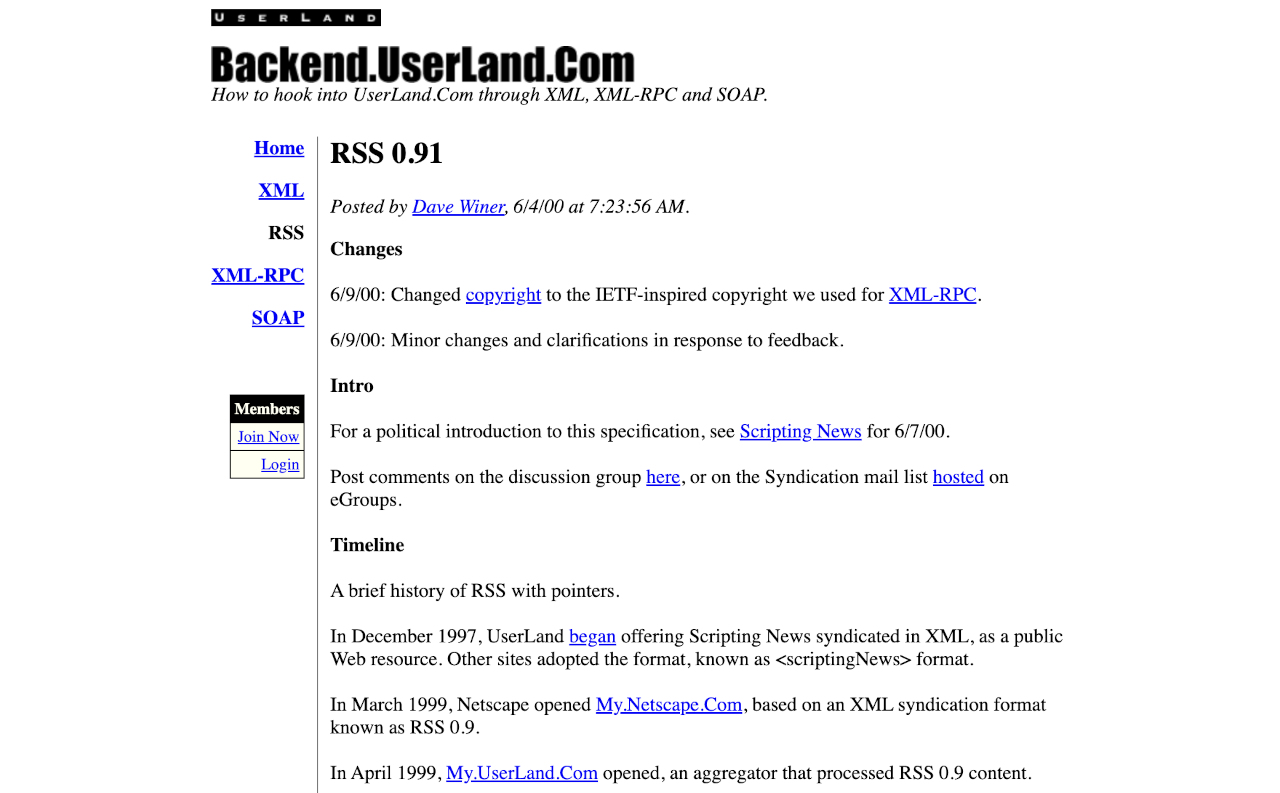 USERLAND
Backend.UserLand.Com
How to hook into UserLand.Com through XML, XML-RPC and SOAP.
Home
XML
RSS
XML-RPC
SOAP
Members
Join Now
Login
RSS 0.91
Posted by Dave Winer, 6/4/00 at 7:23:56 AM.
Changes
6/9/00: Changed copyright to the IETF-inspired copyright we used for XML-RPC.
6/9/00: Minor changes and clarifications in response to feedback.
Intro
For a political introduction to this specification, see Scripting News for 6/7/00.
Post comments on the discussion group here, or on the Syndication mail list hosted on
eGroups.
Timeline
A brief history of RSS with pointers.
In December 1997, UserLand began offering Scripting News syndicated in XML, as a public
Web resource. Other sites adopted the format, known as <scriptingNews> format.
In March 1999, Netscape opened My.Netscape.Com, based on an XML syndication format
known as RSS 0.9.
In April 1999, My.UserLand.Com opened, an aggregator that processed RSS 0.9 content.